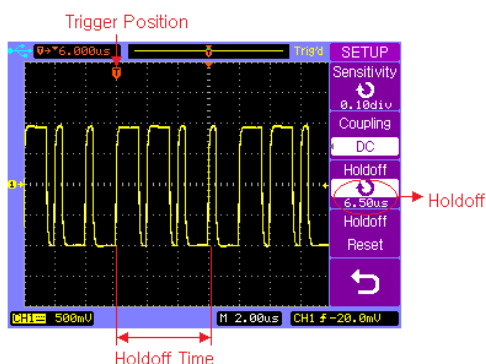 Trigger Position
6.000us
Trig'd
SETUP
Sensitivity
0.10div
Coupling
DC
Holdoff
6.50us
Holdoff
Holdoff
Reset
T
1
CH1 500mV
M 2.00us
CH1 -20.0mV
Holdoff Time